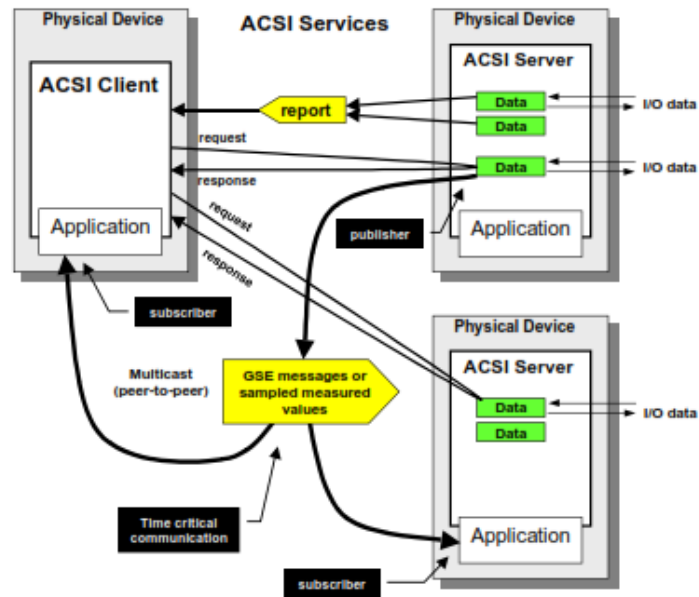 Physical Device
ACSI Services
Physical Device
ACSI Client
ACSI Server
report
Data
I/O data
Data
request
Data
I/O data
response
Application
request
publisher
Application
response
subscriber
Physical Device
ACSI Server
Multicast
(peer-to-peer)
GSE messages or
sampled measured
values
Data
I/O data
Data
Time critical
communication
Application
subscriber